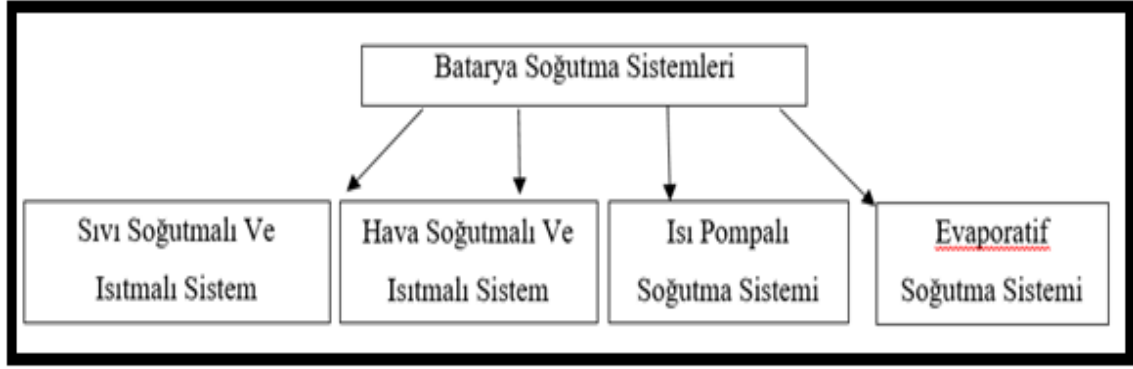 Batarya Soğutma Sistemleri
Sıvı Soğutmalı Ve
Isıtmalı Sistem
Hava Soğutmalı Ve
Isıtmalı Sistem
Isı Pompalı
Soğutma Sistemi
Evaporatif
Soğutma Sistemi